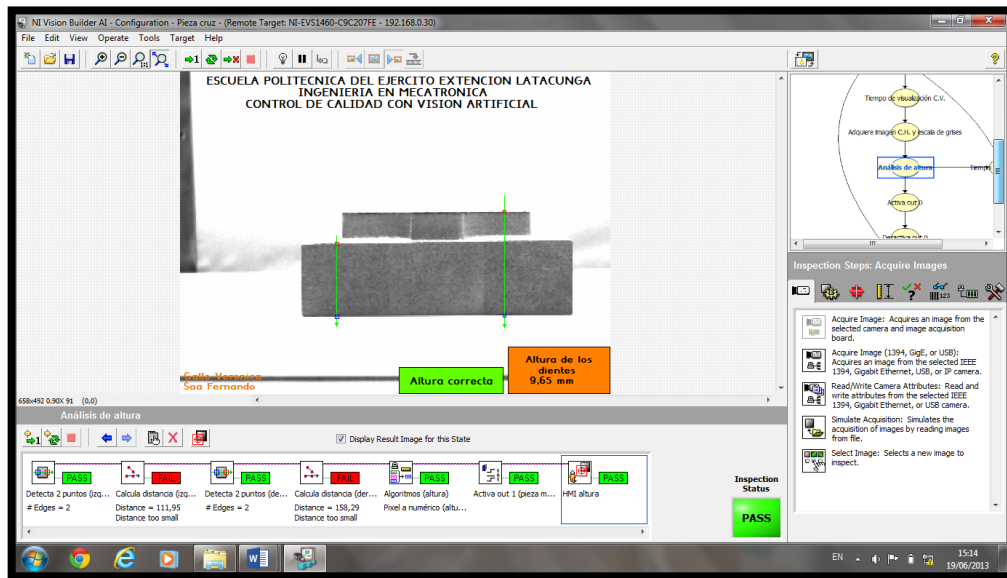 NI Vision Builder AI - Configuration - Pieza cruz - (Remote Target: NI-EVS1460-C9C207FE - 192.168.0.30)
File Edit View Operate Tools Target Help
ESCUELA POLITECNICA DEL EJERCITO EXTENCION LATACUNGA
INGENIERIA EN MECATRONICA
CONTROL DE CALIDAD CON VISION ARTIFICIAL
Altura correcta
Altura de los
dientes
9,65 mm
Calle Veronica
Saa Fernando
658x492 0.90X 91 (0,0)
Tiempo de visualización C.V.
Adquiere imagen C.H. y escala de grises
Análisis de altura
Tiempo
Activa out 0
Desactiva out 0
Inspection Steps: Acquire Images
Acquire Image: Acquires an image from the
selected camera and image acquisition
board.
Acquire Image (1394, GigE, or USB):
Acquires an image from the selected IEEE
1394, Gigabit Ethernet, USB, or IP camera.
Read/Write Camera Attributes: Read and
write attributes from the selected IEEE
1394, Gigabit Ethernet, or USB camera.
Simulate Acquisition: Simulates the
acquisition of images by reading images
from file.
Select Image: Selects a new image to
inspect.
Análisis de altura
Display Result Image for this State
PASS FAIL PASS FAIL PASS PASS PASS
Detecta 2 puntos (izq... Calcula distancia (izq... Detecta 2 puntos (de... Calcula distancia (der... Algoritmos (altura) Activa out 1 (pieza m... HMI altura
# Edges = 2 Distance = 111,95 # Edges = 2 Distance = 158,29 Pixel a numérico (altu...
Distance too small Distance too small
Inspection
Status
PASS
EN 15:14
19/06/2013